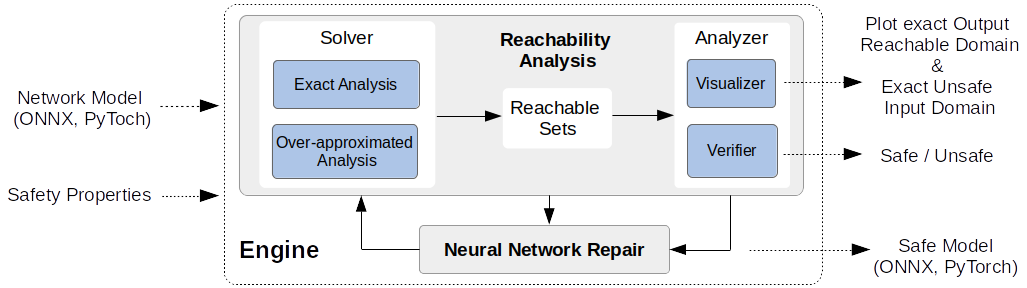 Network Model
(ONNX, PyToch)
Safety Properties
Solver
Exact Analysis
Over-approximated
Analysis
Reachability
Analysis
Reachable
Sets
Analyzer
Visualizer
Verifier
Engine
Neural Network Repair
Plot exact Output
Reachable Domain
&
Exact Unsafe
Input Domain
Safe / Unsafe
Safe Model
(ONNX, PyTorch)